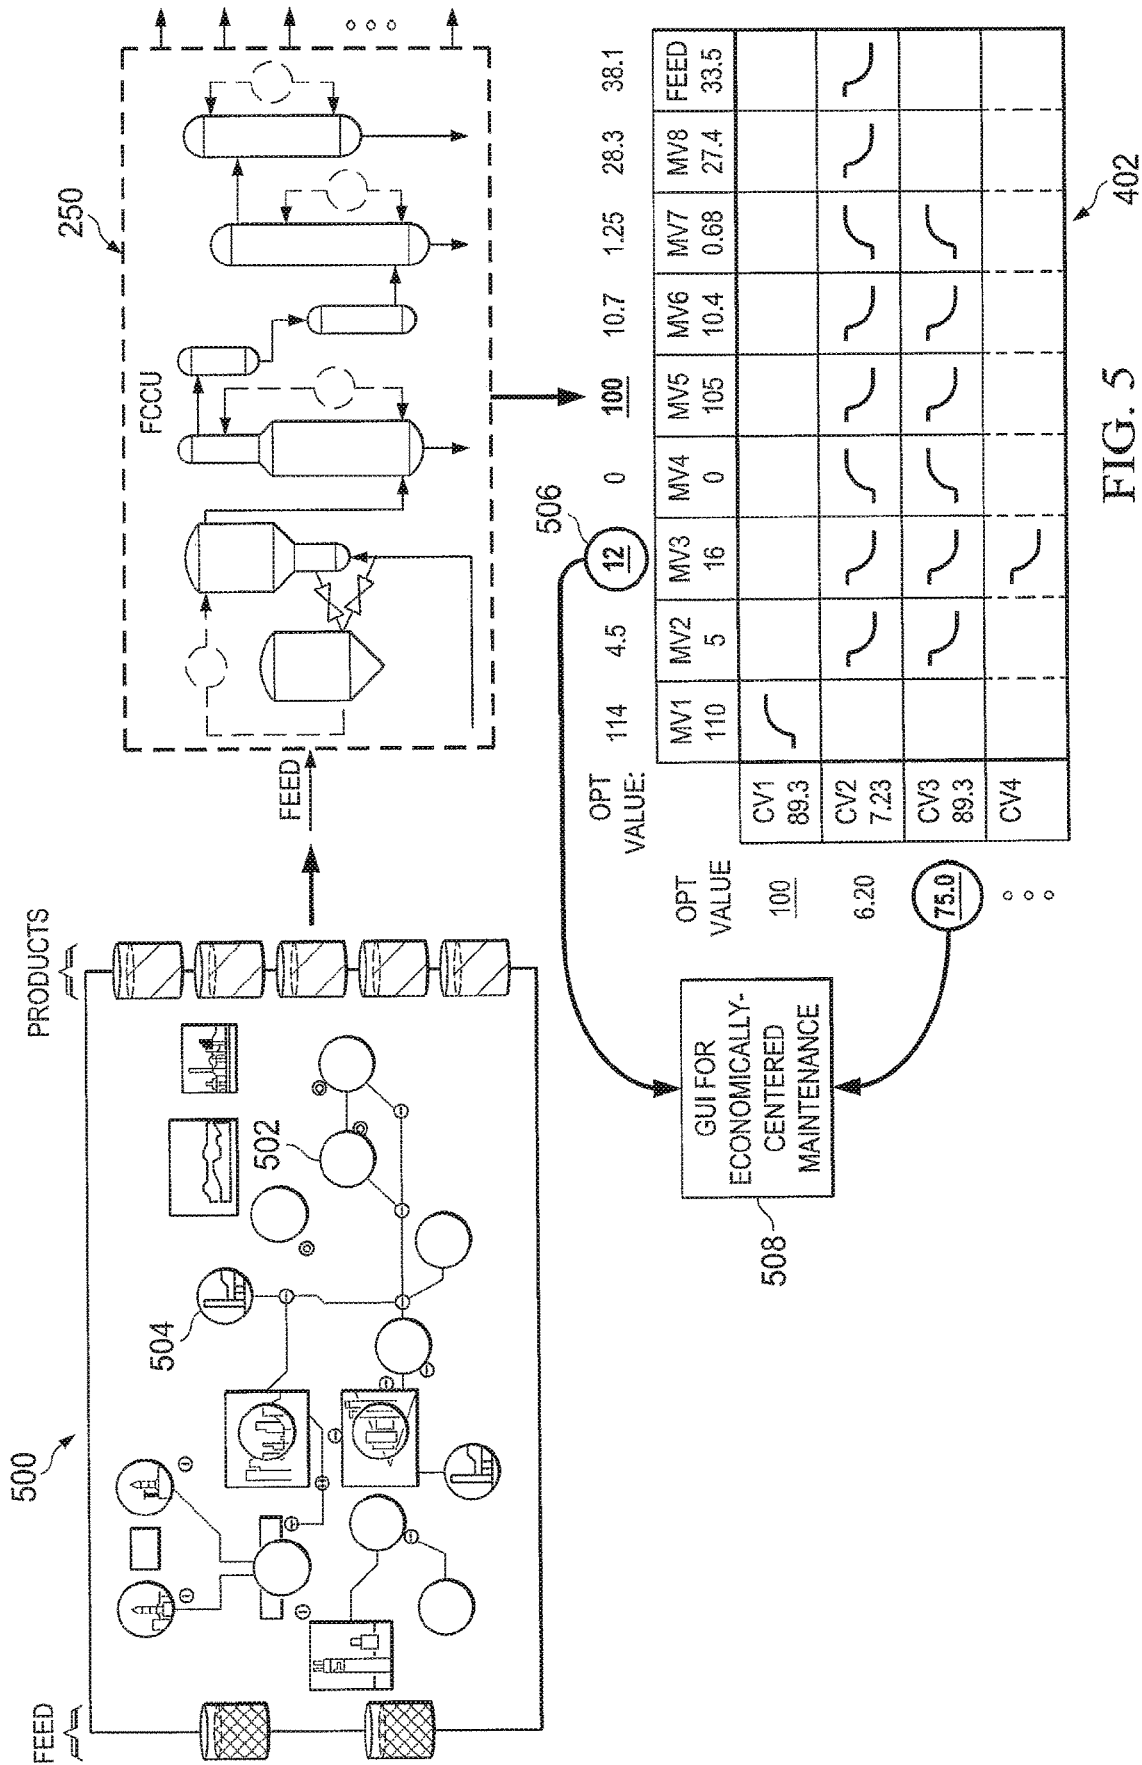 500
FEED
PRODUCTS
504
502
FEED
250
FCCU
OPT
VALUE:
114
4.5
12
506
0
100
10.7
1.25
28.3
38.1
MV1
110
MV2
5
MV3
16
MV4
0
MV5
105
MV6
10.4
MV7
0.68
MV8
27.4
FEED
33.5
OPT
VALUE
100
CV1
89.3
6.20
CV2
7.23
75.0
CV3
89.3
CV4
402
508
GUI FOR
ECONOMICALLY-
CENTERED
MAINTENANCE
FIG. 5